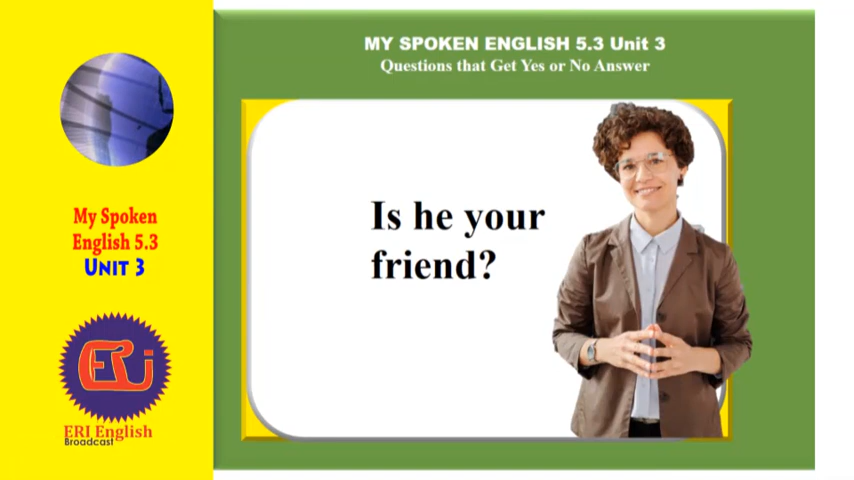 MY SPOKEN ENGLISH 5.3 Unit 3
Questions that Get Yes or No Answer
Is he your
friend?
My Spoken
English 5.3
UNIT 3
ERi
ERI English
Broadcast